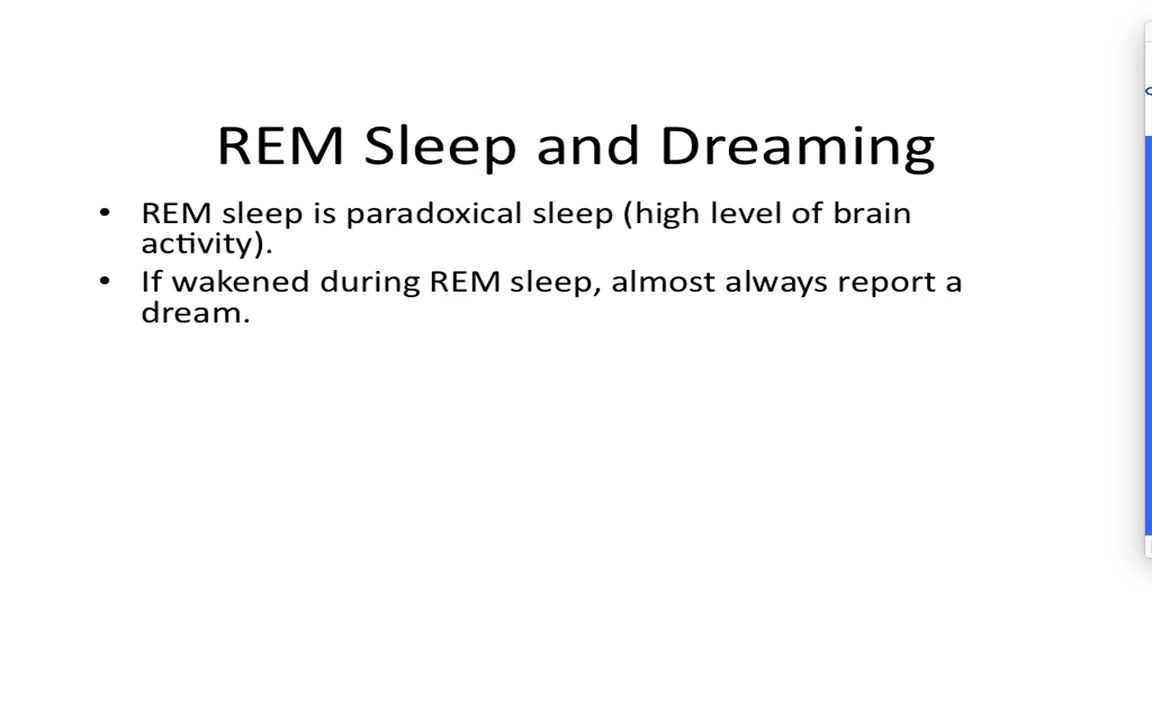 REM Sleep and Dreaming
• REM sleep is paradoxical sleep (high level of brain
activity).
• If wakened during REM sleep, almost always report a
dream.